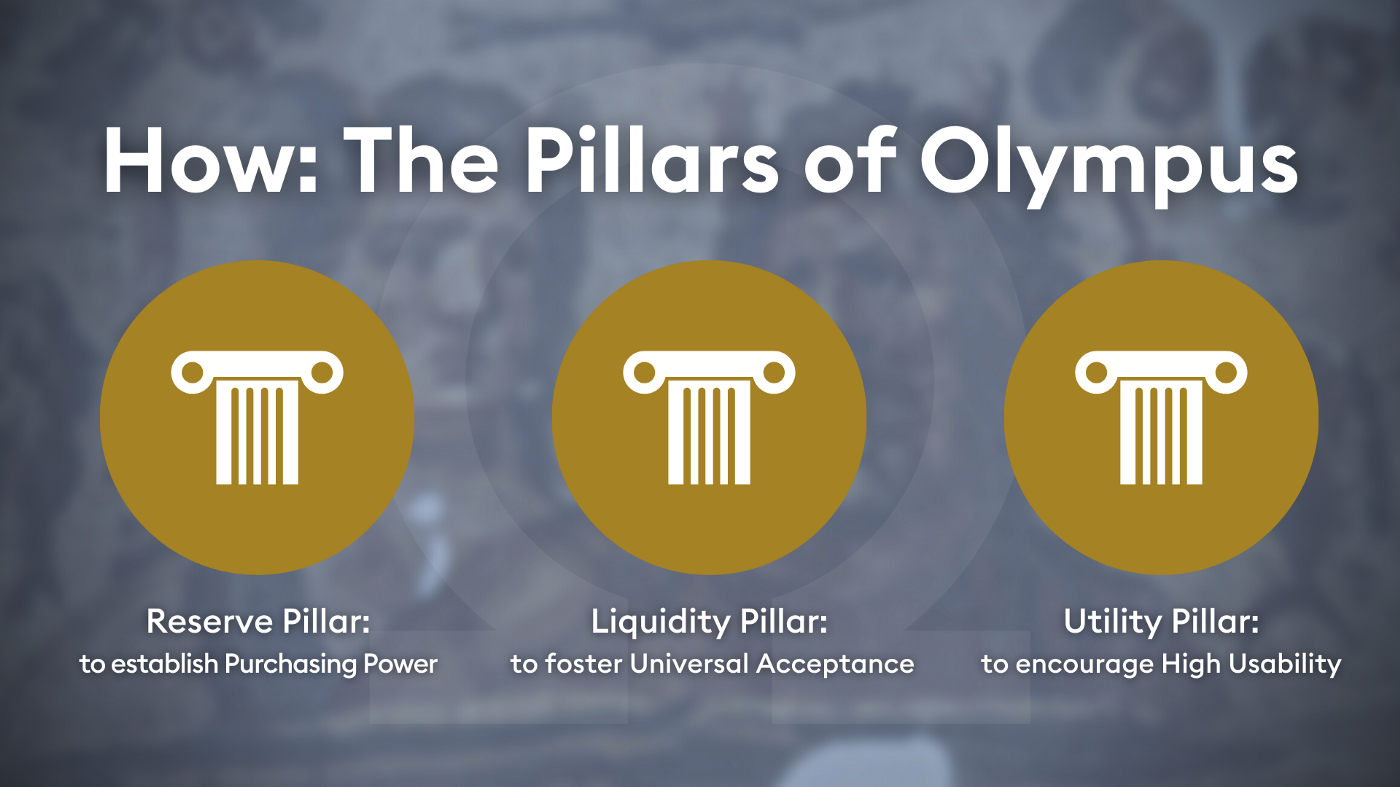 How: The Pillars of Olympus
Reserve Pillar:
to establish Purchasing Power
Liquidity Pillar:
to foster Universal Acceptance
Utility Pillar:
to encourage High Usability